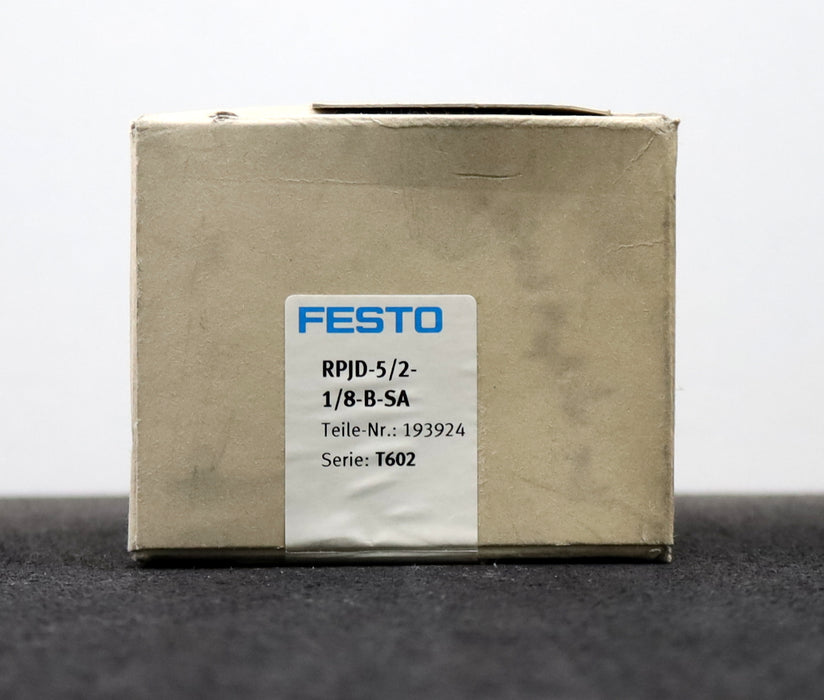 FESTO
RPJD-5/2-
1/8-B-SA
Teile-Nr.: 193924
Serie: T602